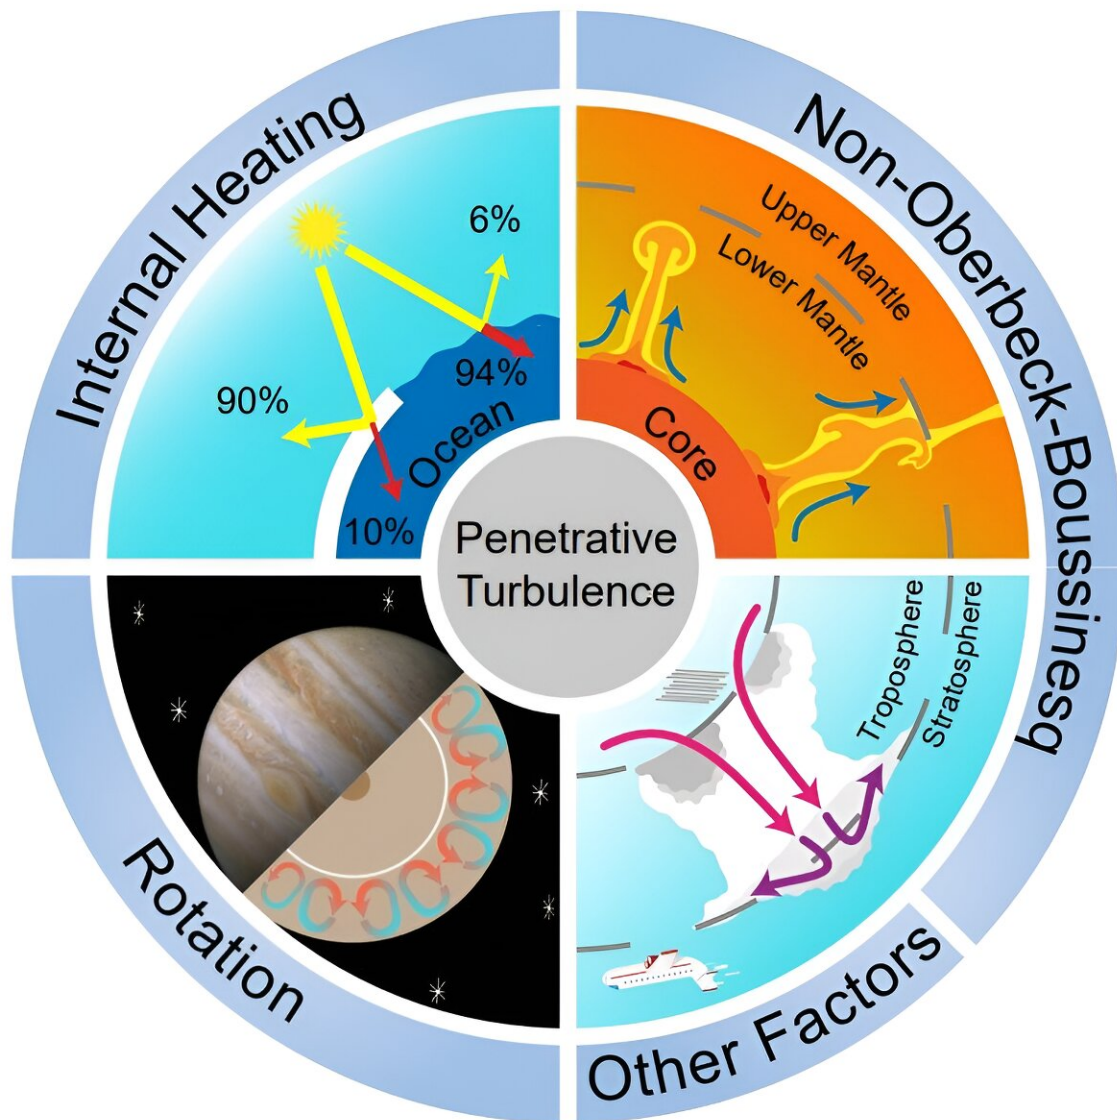 Internal Heating
6%
90%
94%
10%
Ocean
Non-Oberbeck-Boussinesq
Upper Mantle
Lower Mantle
Core
Penetrative
Turbulence
Troposphere
Stratosphere
Rotation
Other Factors